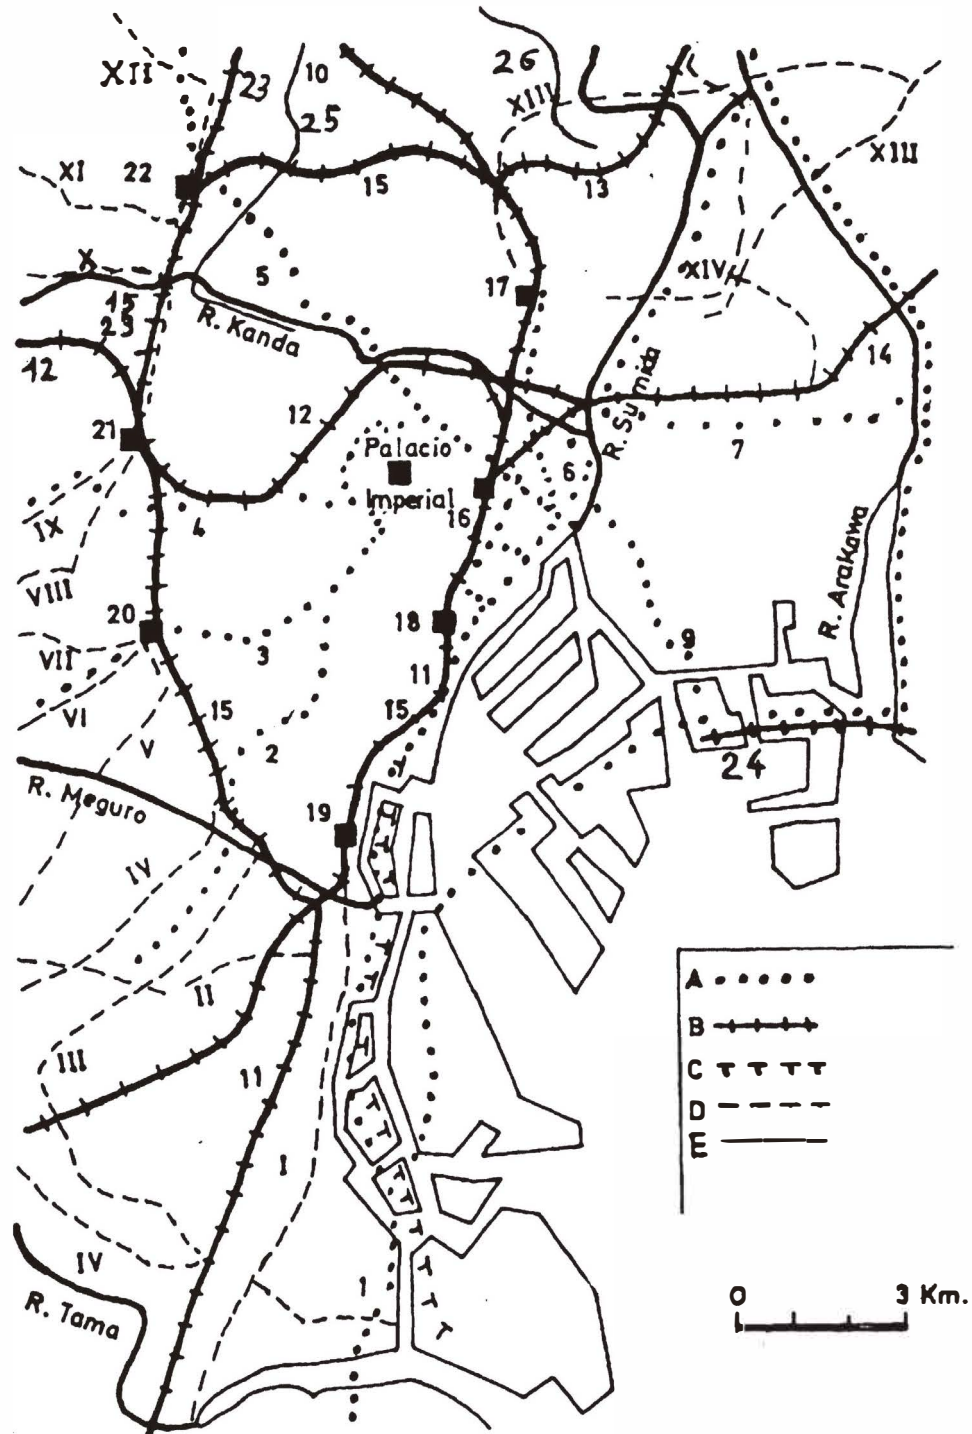 XII
23
10
25
26
XIII
XIII
XI
22
15
13
X
5
17
XIV
15
23
R. Kanda
12
14
R. Sumida
21
12
Palacio
Imperial
6
7
16
IX
4
VIII
R. Arakawa
20
18
VII
3
9
11
VI
15
15
V
2
24
R. Meguro
19
IV
II
III
11
I
IV
1
R. Tama
A
B
C
D
E
0 3 Km.